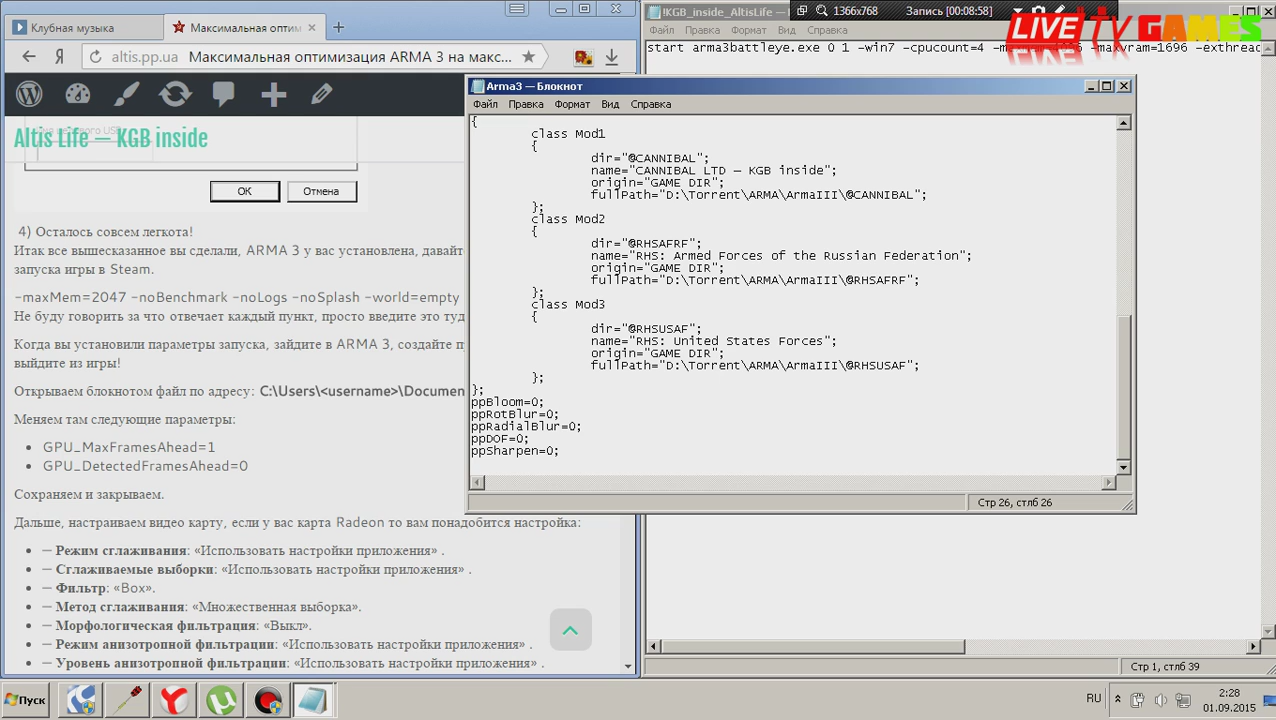 Клубная музыка
Максимальная оптим
altis.pp.ua
Максимальная оптимизация ARMA 3 на макс...
Altis Life — KGB inside
OK
Отмена
4) Осталось совсем легкота!
Итак все вышесказанное вы сделали, ARMA 3 у вас установлена, давайт
запуска игры в Steam.
-maxMem=2047 -noBenchmark -noLogs -noSplash -world=empty
Не буду говорить за что отвечает каждый пункт, просто введите это туд
Когда вы установили параметры запуска, зайдите в ARMA 3, создайте п
выйдите из игры!
Открываем блокнотом файл по адресу: C:\Users\<username>\Documen
Меняем там следующие параметры:
GPU_MaxFramesAhead=1
GPU_DetectedFramesAhead=0
Сохраняем и закрываем.
Дальше, настраиваем видео карту, если у вас карта Radeon то вам понадобится настройка:
— Режим сглаживания: «Использовать настройки приложения» .
— Сглаживаемые выборки: «Использовать настройки приложения» .
— Фильтр: «Box».
— Метод сглаживания: «Множественная выборка».
— Морфологическая фильтрация: «Выкл».
— Режим анизотропной фильтрации: «Использовать настройки приложения» .
— Уровень анизотропной фильтрации: «Использовать настройки приложения» .
!KGB_inside_AltisLife —
1366x768
Запись [00:08:58]
LIVE TV GAMES
Файл Правка Формат Вид Справка
start arma3battleye.exe 0 1 -win7 -cpucount=4 -maxvram=1696 -exthread
Arma3 — Блокнот
Файл Правка Формат Вид Справка
{
class Mod1
{
dir="@CANNIBAL";
name="CANNIBAL LTD — KGB inside";
origin="GAME DIR";
fullPath="D:\Torrent\ARMA\ArmaIII\@CANNIBAL";
};
class Mod2
{
dir="@RHSAFRF";
name="RHS: Armed Forces of the Russian Federation";
origin="GAME DIR";
fullPath="D:\Torrent\ARMA\ArmaIII\@RHSAFRF";
};
class Mod3
{
dir="@RHSUSAF";
name="RHS: United States Forces";
origin="GAME DIR";
fullPath="D:\Torrent\ARMA\ArmaIII\@RHSUSAF";
};
};
ppBloom=0;
ppRotBlur=0;
ppRadialBlur=0;
ppDOF=0;
ppSharpen=0;
Стр 26, стлб 26
Стр 1, стлб 39
Пуск
RU
2:28
01.09.2015